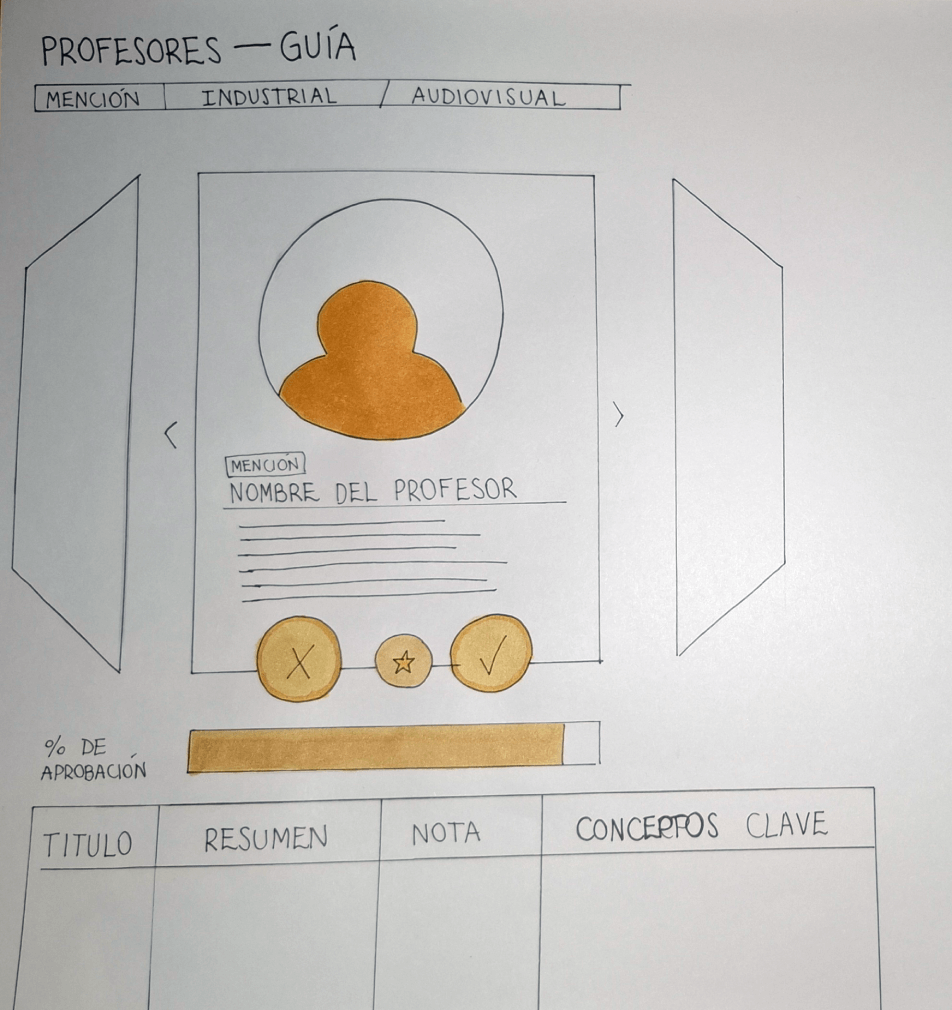 PROFESORES — GUÍA
MENCIÓN INDUSTRIAL / AUDIOVISUAL
< >
MENCIÓN
NOMBRE DEL PROFESOR
X ☆ ✓
% DE
APROBACIÓN
TITULO RESUMEN NOTA CONCEPTOS CLAVE